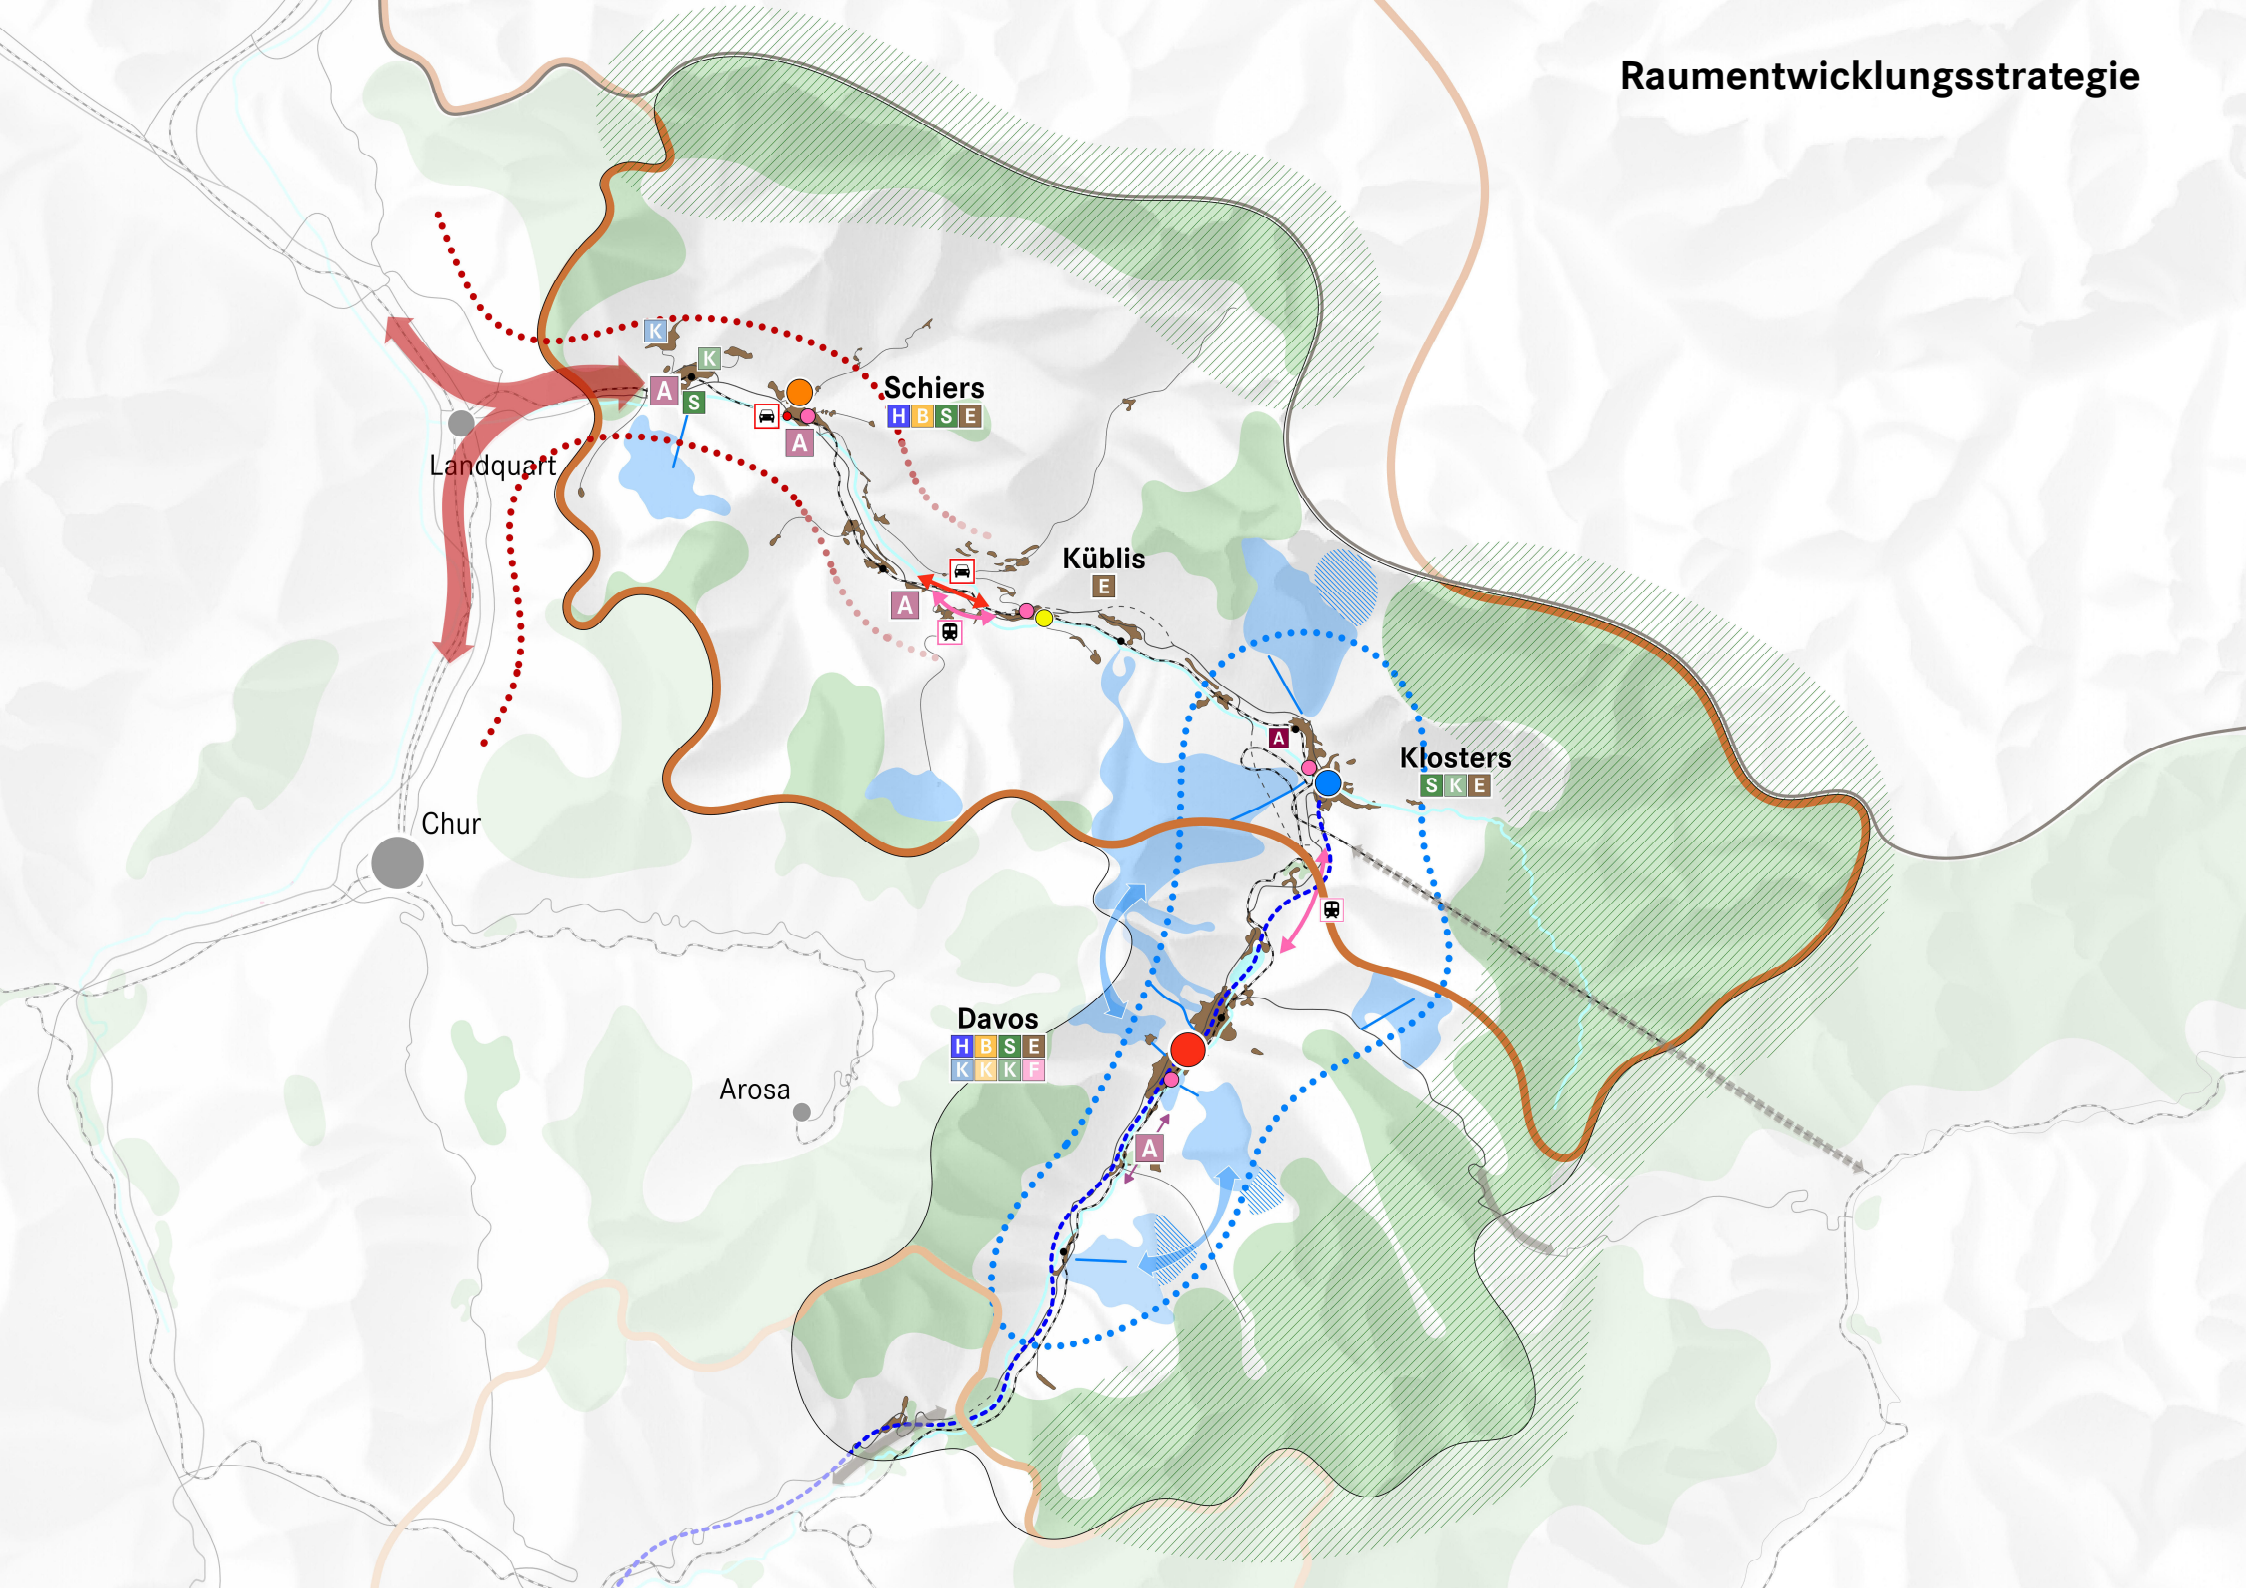 Raumentwicklungsstrategie
K
K
A
S
Schiers
H B S E
A
Landquart
Küblis
E
A
A
Klosters
S K E
Chur
Davos
H B S E
K K K F
Arosa
A